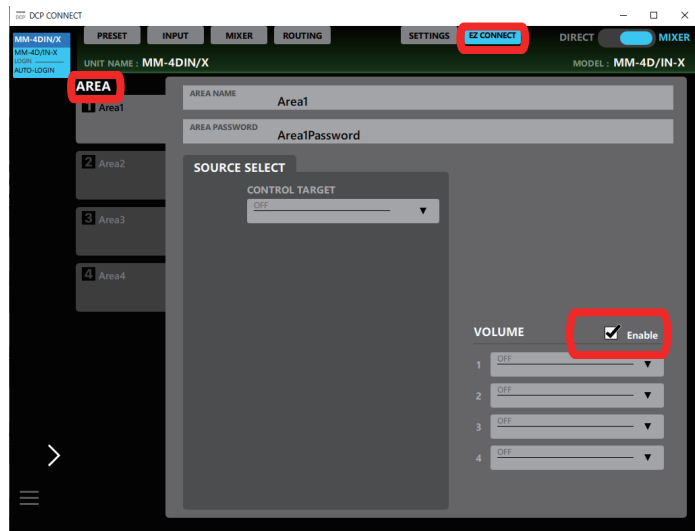 DCP DCP CONNECT
MM-4DIN/X
MM-4D/IN-X
LOGIN
AUTO-LOGIN
PRESET INPUT MIXER ROUTING SETTINGS EZ CONNECT DIRECT MIXER
UNIT NAME : MM-4DIN/X MODEL : MM-4D/IN-X
AREA
1 Area1
2 Area2
3 Area3
4 Area4
AREA NAME Area1
AREA PASSWORD Area1Password
SOURCE SELECT
CONTROL TARGET
OFF
VOLUME Enable
1 OFF
2 OFF
3 OFF
4 OFF